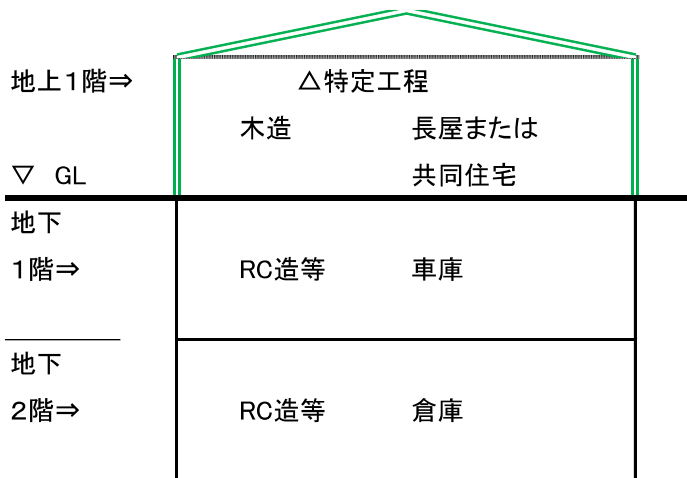 地上1階⇒ △特定工程
木造 長屋または
▽ GL 共同住宅
地下
1階⇒ RC造等 車庫
地下
2階⇒ RC造等 倉庫